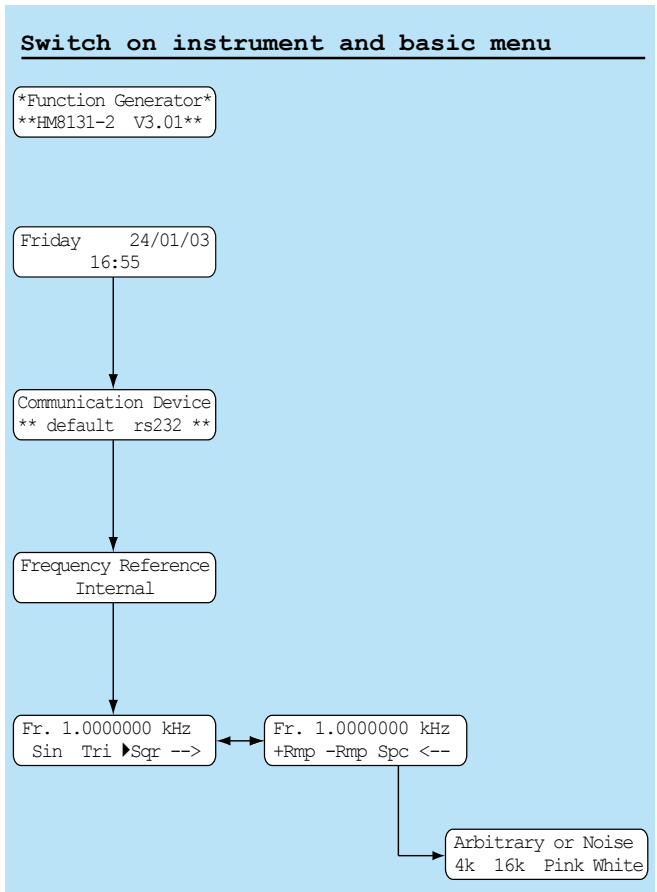 Switch on instrument and basic menu
*Function Generator*
**HM8131-2 V3.01**
Friday 24/01/03
16:55
Communication Device
** default rs232 **
Frequency Reference
Internal
Fr. 1.0000000 kHz
Sin Tri ▶Sqr -->
Fr. 1.0000000 kHz
+Rmp -Rmp Spc <--
Arbitrary or Noise
4k 16k Pink White